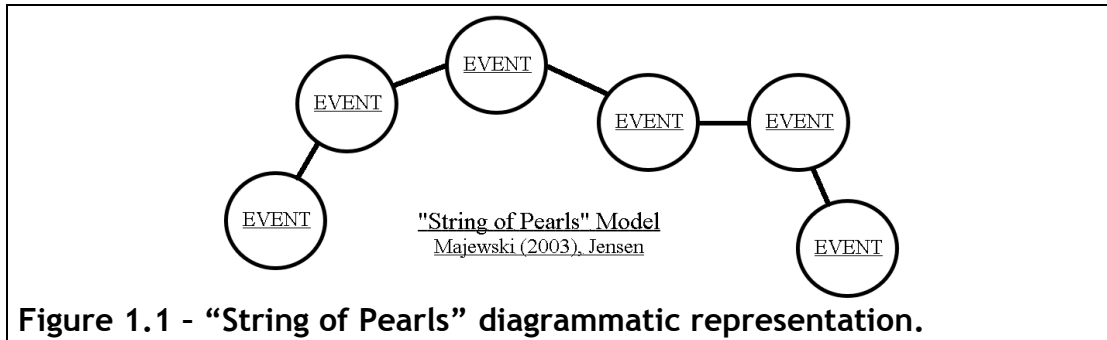 EVENT
EVENT
EVENT
EVENT
EVENT
EVENT
"String of Pearls" Model
Majewski (2003), Jensen
Figure 1.1 - “String of Pearls” diagrammatic representation.